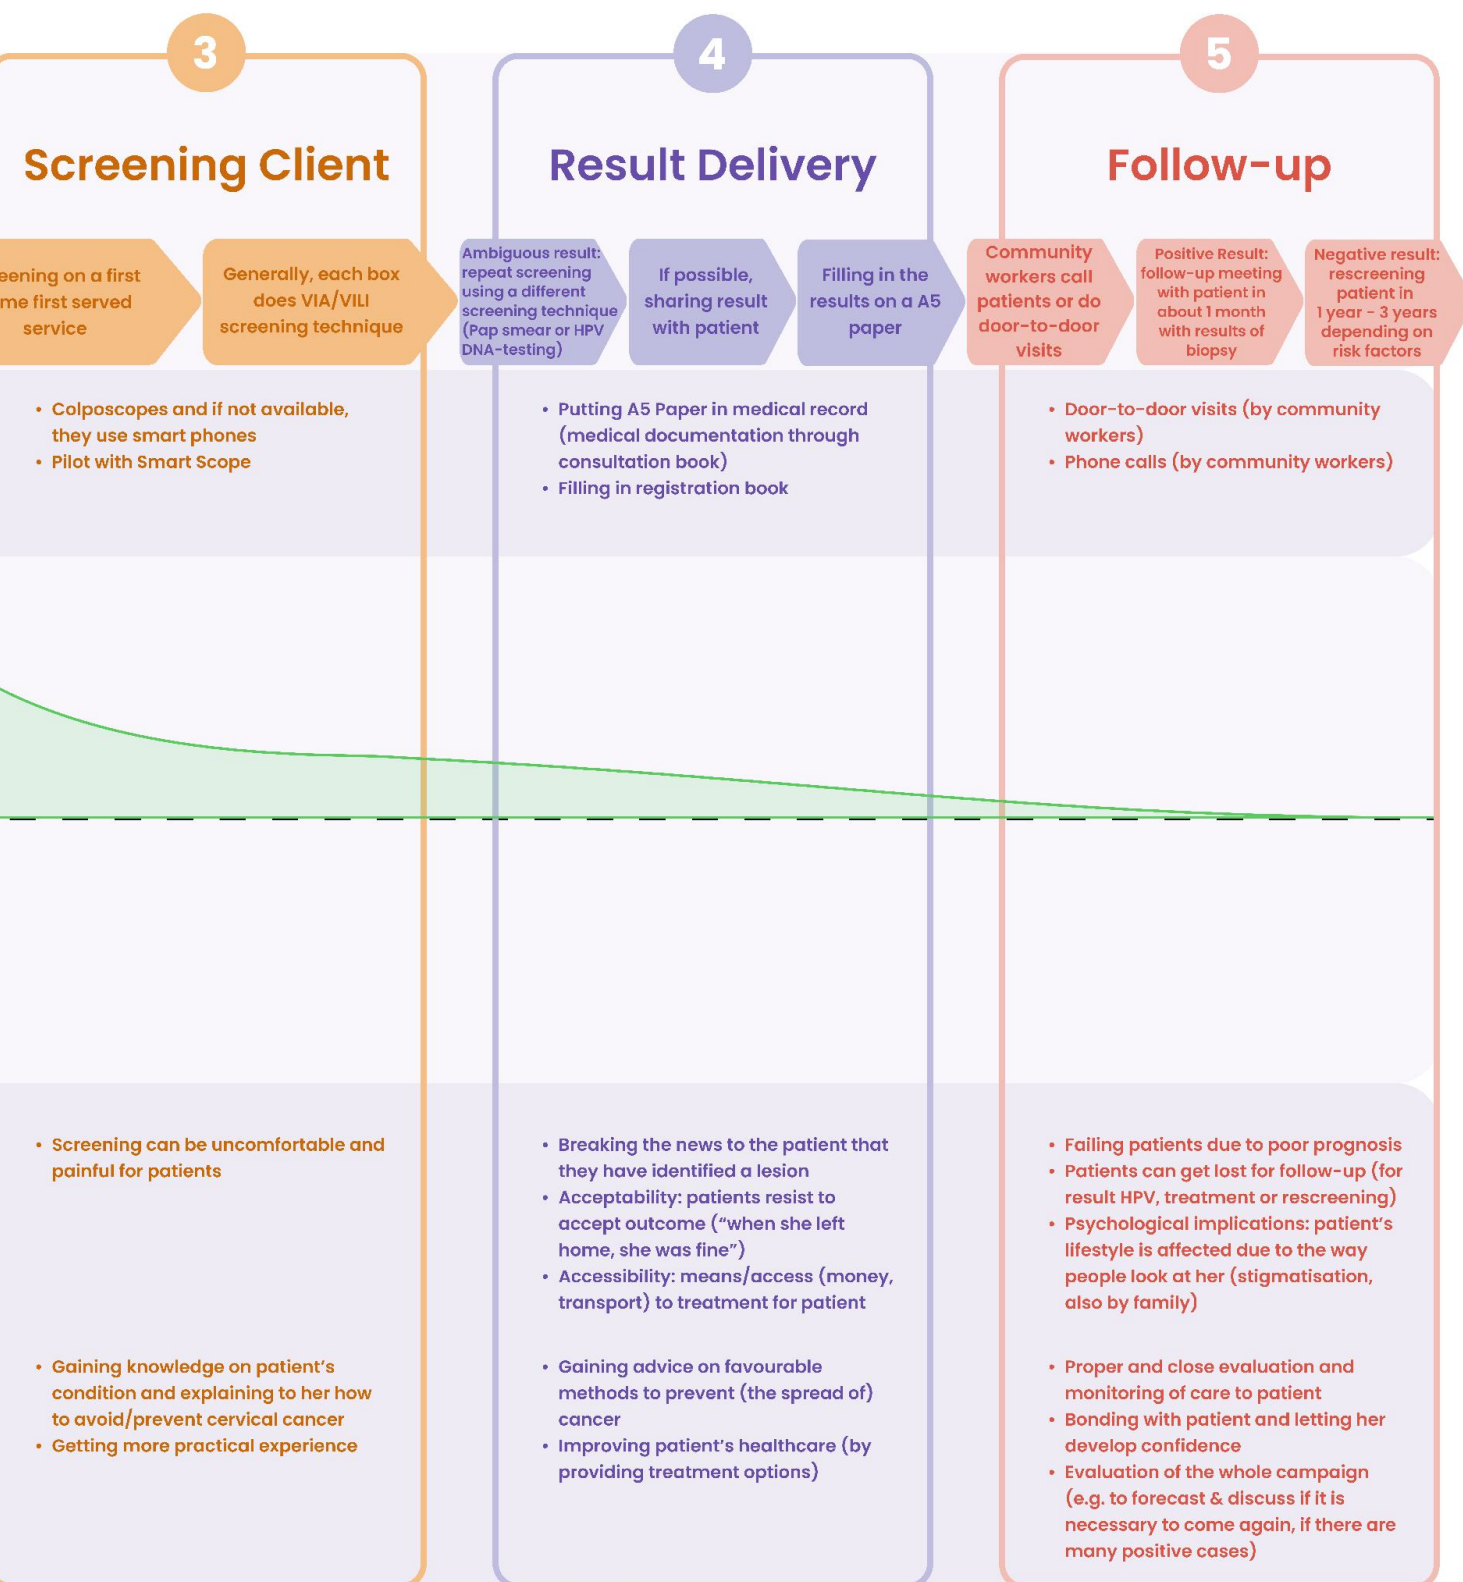 3
4
5
Screening Client
Result Delivery
Follow-up
eening on a first
me first served
service
Generally, each box
does VIA/VILI
screening technique
Ambiguous result:
repeat screening
using a different
screening technique
(Pap smear or HPV
DNA-testing)
If possible,
sharing result
with patient
Filling in the
results on a A5
paper
Community
workers call
patients or do
door-to-door
visits
Positive Result:
follow-up meeting
with patient in
about 1 month
with results of
biopsy
Negative result:
rescreening
patient in
1 year - 3 years
depending on
risk factors
• Colposcopes and if not available,
they use smart phones
• Pilot with Smart Scope
• Putting A5 Paper in medical record
(medical documentation through
consultation book)
• Filling in registration book
• Door-to-door visits (by community
workers)
• Phone calls (by community workers)
• Screening can be uncomfortable and
painful for patients
• Breaking the news to the patient that
they have identified a lesion
• Acceptability: patients resist to
accept outcome (“when she left
home, she was fine”)
• Accessibility: means/access (money,
transport) to treatment for patient
• Failing patients due to poor prognosis
• Patients can get lost for follow-up (for
result HPV, treatment or rescreening)
• Psychological implications: patient’s
lifestyle is affected due to the way
people look at her (stigmatisation,
also by family)
• Gaining knowledge on patient’s
condition and explaining to her how
to avoid/prevent cervical cancer
• Getting more practical experience
• Gaining advice on favourable
methods to prevent (the spread of)
cancer
• Improving patient’s healthcare (by
providing treatment options)
• Proper and close evaluation and
monitoring of care to patient
• Bonding with patient and letting her
develop confidence
• Evaluation of the whole campaign
(e.g. to forecast & discuss if it is
necessary to come again, if there are
many positive cases)